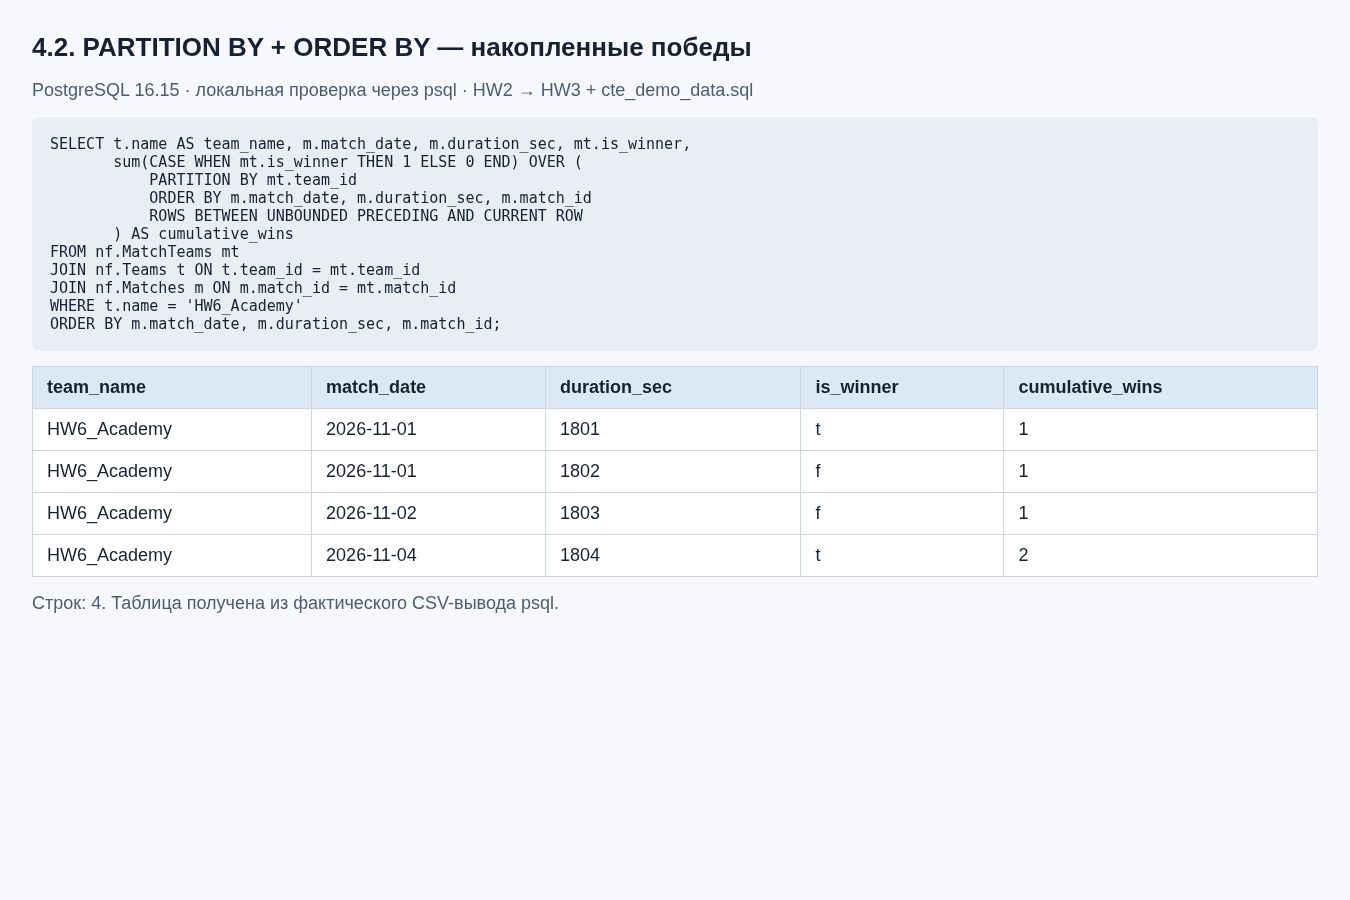 4.2. PARTITION BY + ORDER BY — накопленные победы
PostgreSQL 16.15 · локальная проверка через psql · HW2 → HW3 + cte_demo_data.sql
SELECT t.name AS team_name, m.match_date, m.duration_sec, mt.is_winner,
       sum(CASE WHEN mt.is_winner THEN 1 ELSE 0 END) OVER (
           PARTITION BY mt.team_id
           ORDER BY m.match_date, m.duration_sec, m.match_id
           ROWS BETWEEN UNBOUNDED PRECEDING AND CURRENT ROW
       ) AS cumulative_wins
FROM nf.MatchTeams mt
JOIN nf.Teams t ON t.team_id = mt.team_id
JOIN nf.Matches m ON m.match_id = mt.match_id
WHERE t.name = 'HW6_Academy'
ORDER BY m.match_date, m.duration_sec, m.match_id;
team_name match_date duration_sec is_winner cumulative_wins
HW6_Academy 2026-11-01 1801 t 1
HW6_Academy 2026-11-01 1802 f 1
HW6_Academy 2026-11-02 1803 f 1
HW6_Academy 2026-11-04 1804 t 2
Строк: 4. Таблица получена из фактического CSV-вывода psql.